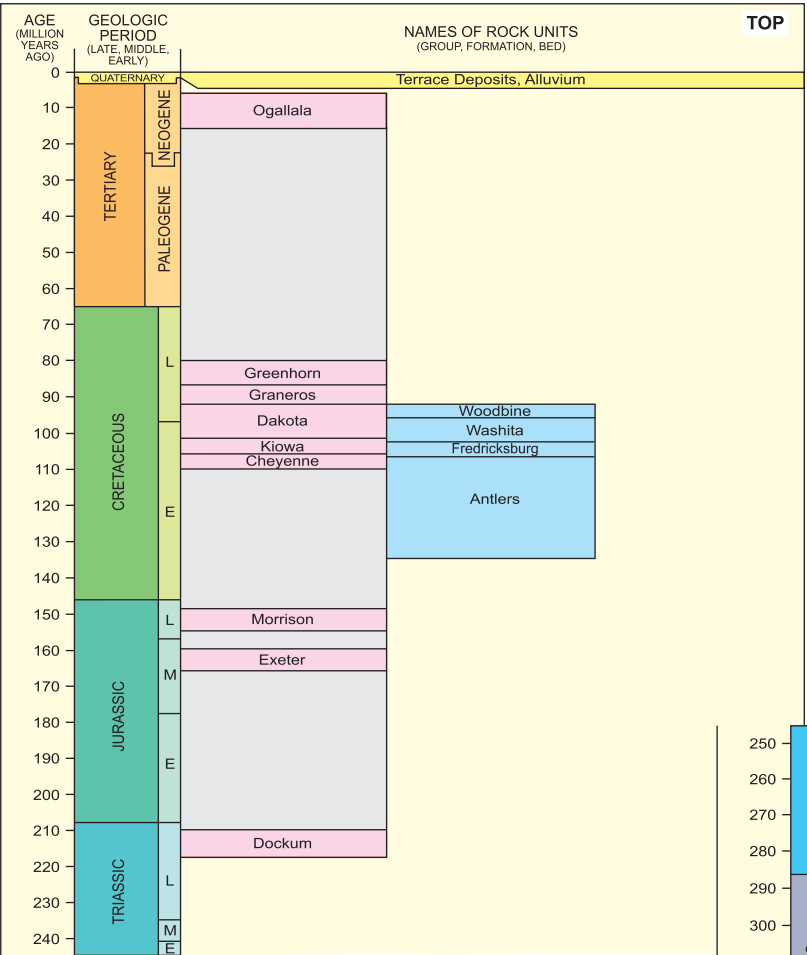 AGE
(MILLION
YEARS
AGO)
GEOLOGIC
PERIOD
(LATE, MIDDLE,
EARLY)
NAMES OF ROCK UNITS
(GROUP, FORMATION, BED)
TOP
0
10
20
30
40
50
60
70
80
90
100
110
120
130
140
150
160
170
180
190
200
210
220
230
240
QUATERNARY
TERTIARY
NEOGENE
PALEOGENE
CRETACEOUS
L
E
JURASSIC
L
M
E
TRIASSIC
L
M
E
Terrace Deposits, Alluvium
Ogallala
Greenhorn
Graneros
Dakota
Kiowa
Cheyenne
Morrison
Exeter
Dockum
Woodbine
Washita
Fredricksburg
Antlers
250
260
270
280
290
300